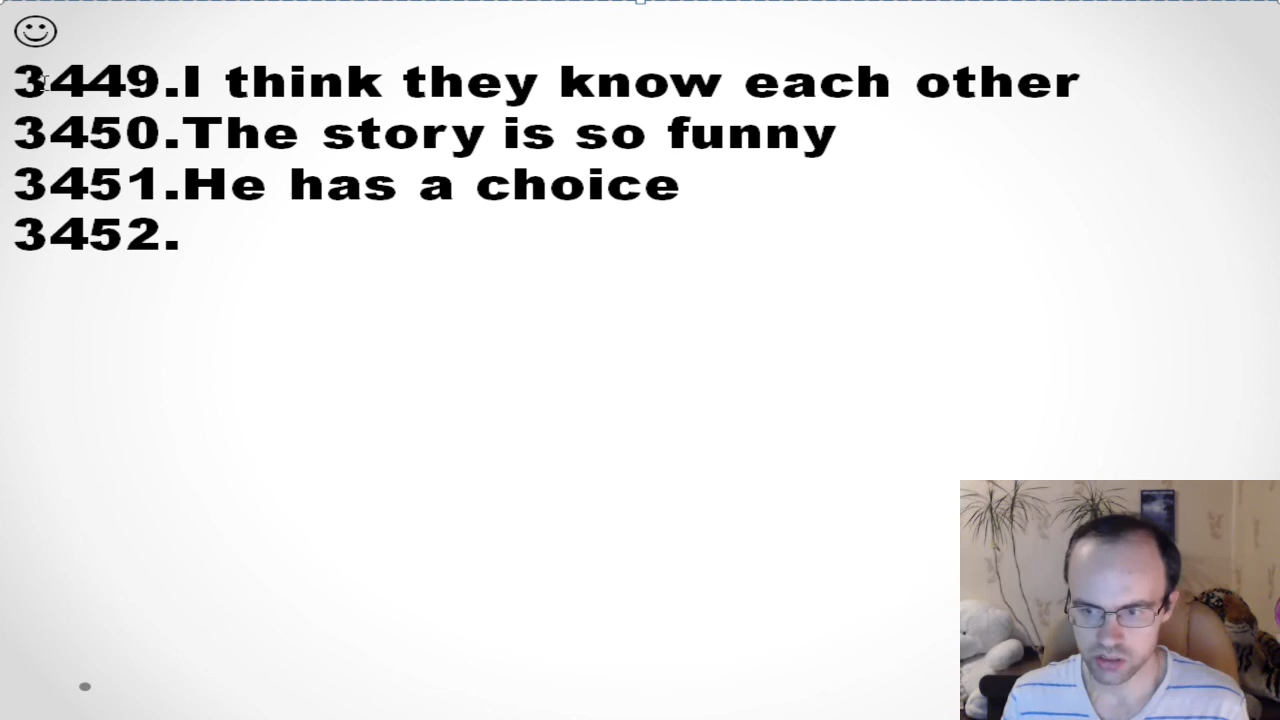 3449.I think they know each other
3450.The story is so funny
3451.He has a choice
3452.